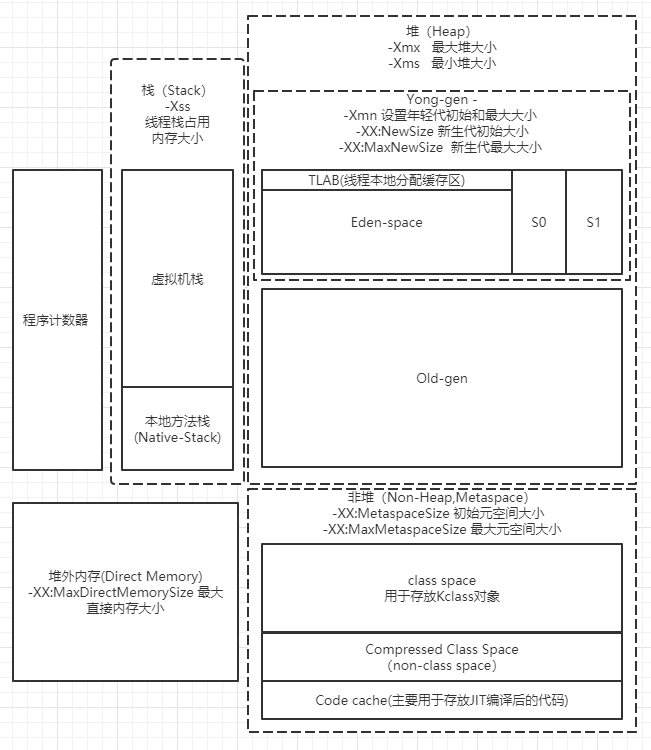 堆（Heap）
-Xmx 最大堆大小
-Xms 最小堆大小
栈（Stack）
-Xss
线程栈占用
内存大小
Yong-gen -
-Xmn 设置年轻代初始和最大大小
-XX:NewSize 新生代初始大小
-XX:MaxNewSize 新生代最大大小
TLAB(线程本地分配缓存区)
Eden-space
S0
S1
程序计数器
虚拟机栈
本地方法栈
(Native-Stack)
Old-gen
堆外内存(Direct Memory)
-XX:MaxDirectMemorySize 最大
直接内存大小
非堆（Non-Heap,Metaspace）
-XX:MetaspaceSize 初始元空间大小
-XX:MaxMetaspaceSize 最大元空间大小
class space
用于存放Kclass对象
Compressed Class Space
（non-class space）
Code cache(主要用于存放JIT编译后的代码)